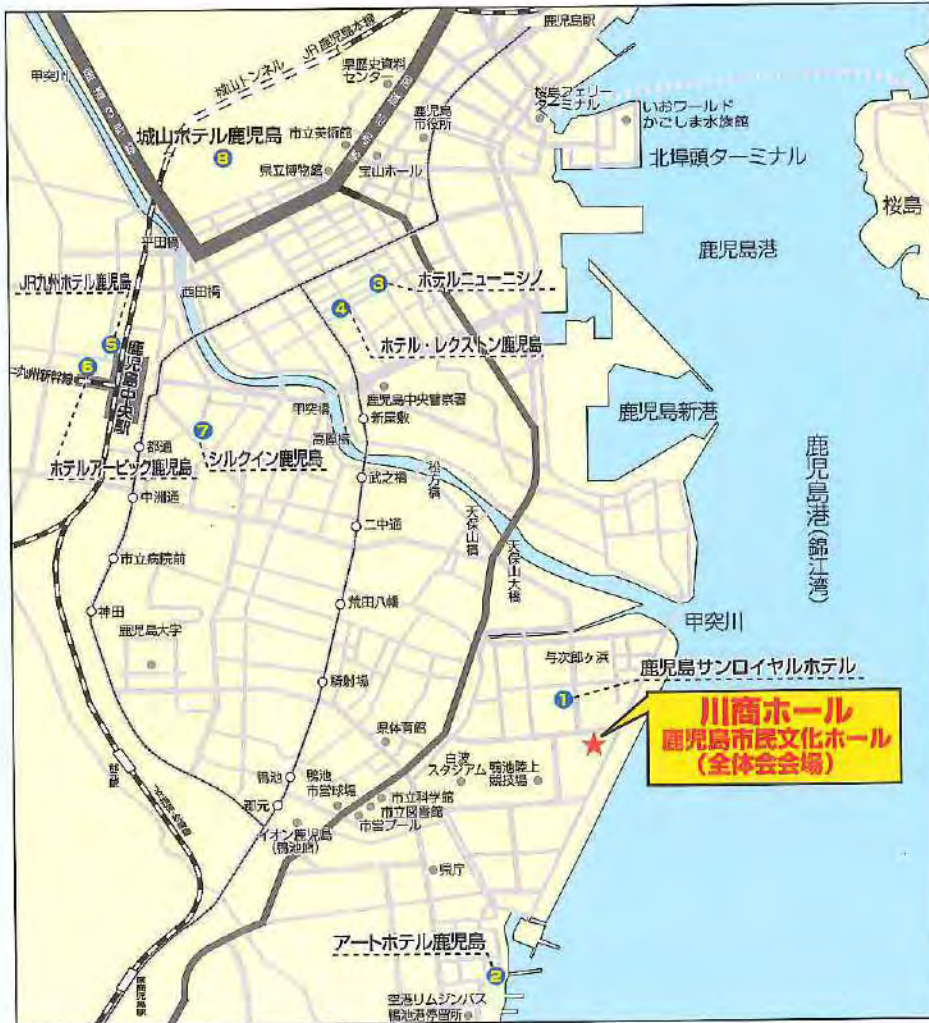 鹿児島駅
JR鹿児島本線
甲突川
城山トンネル
県歴史資料
センター
桜島フェリー
ターミナル
いおワールド
かごしま水族館
鹿児島
市役所
城山ホテル鹿児島
市立美術館
8
北埠頭ターミナル
県立博物館
宝山ホール
桜島
平田橋
鹿児島港
JR九州ホテル鹿児島
西田橋
3
ホテルニューニシノ
4
ホテル・レクストン鹿児島
5
6
九州新幹線
鹿児島中央駅
鹿児島中央警察署
甲突橋
新屋敷
鹿児島新港
7
高麗橋
都通
シルクイン鹿児島
ホテルアービック鹿児島
鹿児島港(錦江湾)
武之橋
松方橋
中洲通
二中通
天保山橋
天保山大橋
市立病院前
荒田八幡
神田
甲突川
鹿児島大学
与次郎ヶ浜
鹿児島サンロイヤルホテル
騎射場
1
川商ホール
鹿児島市民文化ホール
(全体会会場)
県体育館
白波
スタジアム
鴨池陸上
競技場
鴨池
鴨池
市営球場
市立科学館
郡元
市立図書館
市営プール
イオン鹿児島
(鴨池店)
県庁
アートホテル鹿児島
2
空港リムジンバス
鴨池港停留所
南鹿児島駅